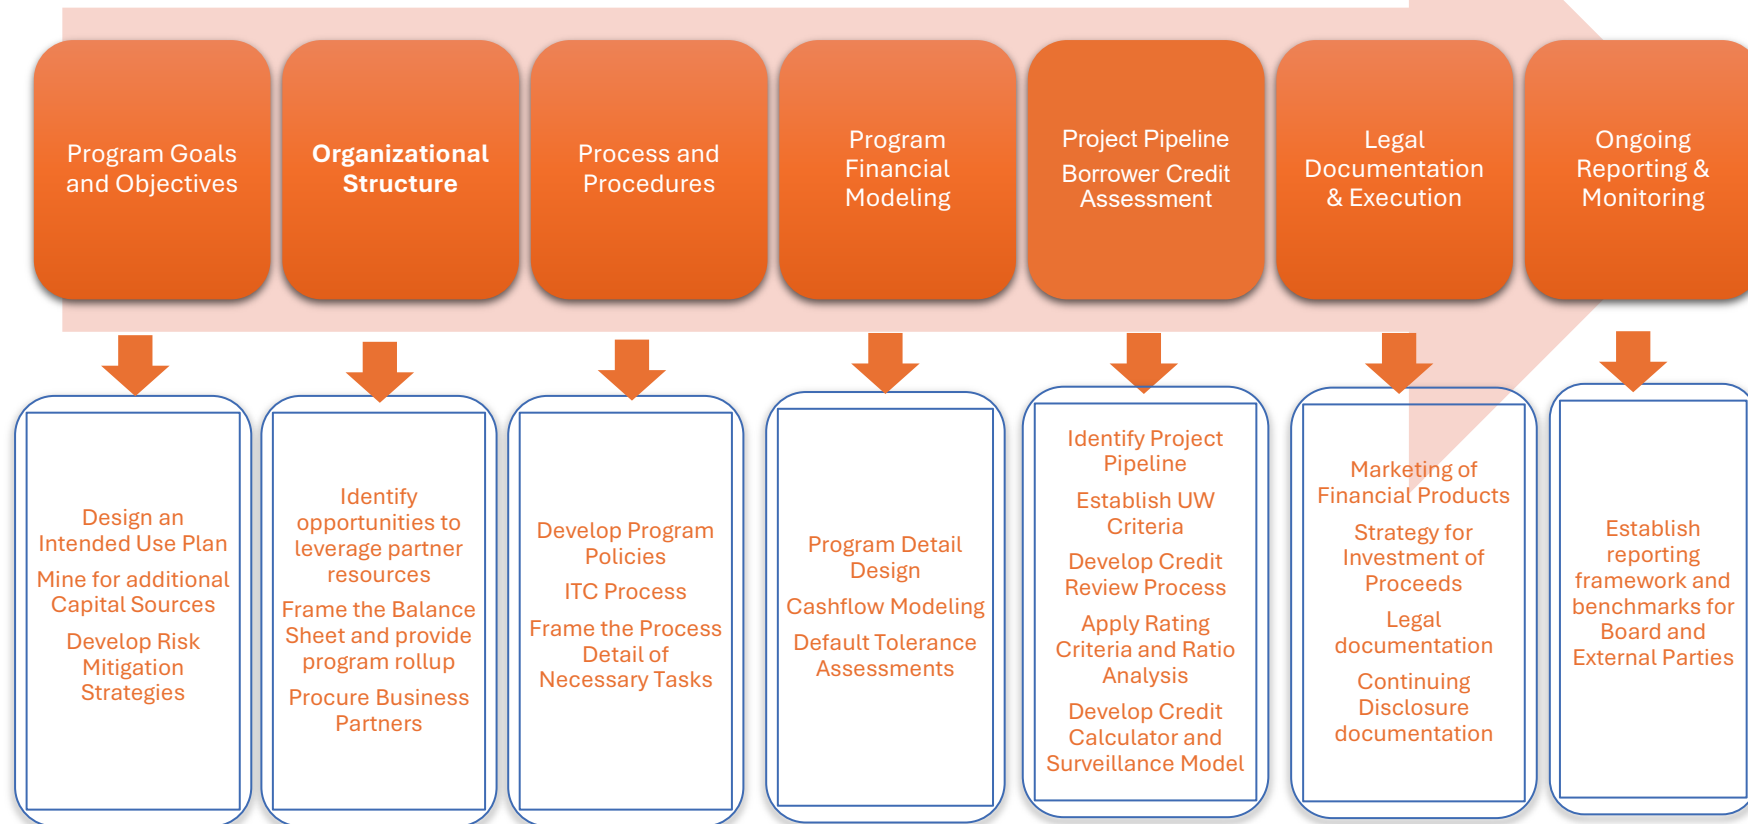 Program Goals
and Objectives
Organizational
Structure
Process and
Procedures
Program
Financial
Modeling
Project Pipeline
Borrower Credit
Assessment
Legal
Documentation
& Execution
Ongoing
Reporting &
Monitoring
Design an
Intended Use Plan
Mine for additional
Capital Sources
Develop Risk
Mitigation
Strategies
Identify
opportunities to
leverage partner
resources
Frame the Balance
Sheet and provide
program rollup
Procure Business
Partners
Develop Program
Policies
ITC Process
Frame the Process
Detail of
Necessary Tasks
Program Detail
Design
Cashflow Modeling
Default Tolerance
Assessments
Identify Project
Pipeline
Establish UW
Criteria
Develop Credit
Review Process
Apply Rating
Criteria and Ratio
Analysis
Develop Credit
Calculator and
Surveillance Model
Marketing of
Financial Products
Strategy for
Investment of
Proceeds
Legal
documentation
Continuing
Disclosure
documentation
Establish
reporting
framework and
benchmarks for
Board and
External Parties